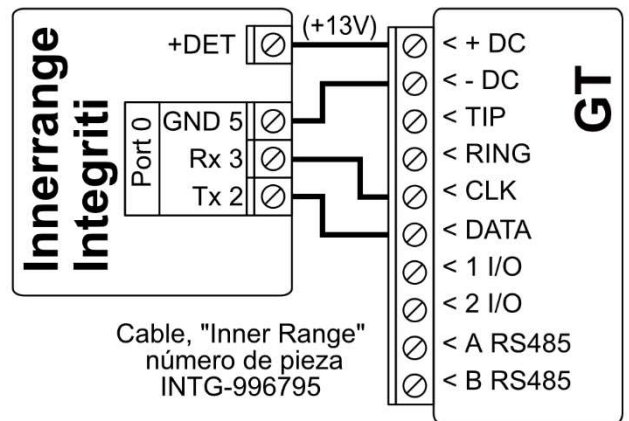 Innerrange
Integriti
+DET
(+13V)
Port 0
GND 5
Rx 3
Tx 2
Cable, "Inner Range"
número de pieza
INTG-996795
GT
< + DC
< - DC
< TIP
< RING
< CLK
< DATA
< 1 I/O
< 2 I/O
< A RS485
< B RS485